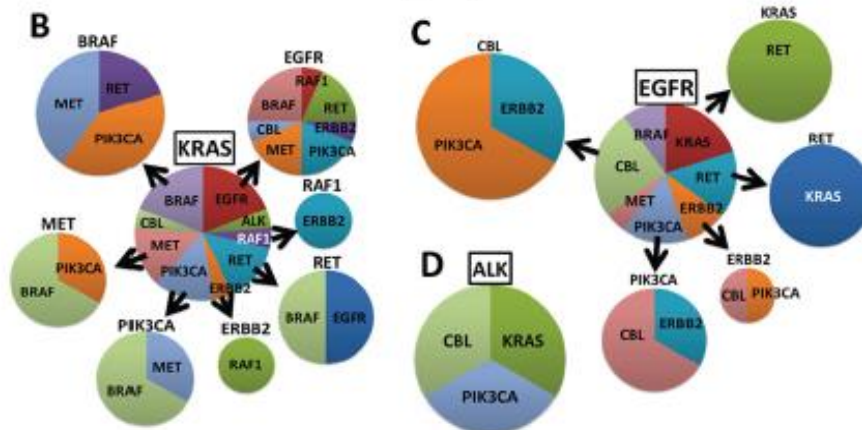 B
BRAF
MET
RET
PIK3CA
EGFR
RAF1
BRAF
RET
ERBB2
CBL
MET
PIK3CA
KRAS
BRAF
EGFR
CBL
ALK
RAF1
MET
RET
PIK3CA
ERBB2
RAF1
ERBB2
MET
PIK3CA
BRAF
RET
BRAF
EGFR
PIK3CA
MET
BRAF
ERBB2
RAF1
C
CBL
ERBB2
PIK3CA
EGFR
BRAF
KRAS
CBL
RET
MET
ERBB2
PIK3CA
KRAS
RET
RET
KRAS
ERBB2
CBL PIK3CA
PIK3CA
CBL
ERBB2
D
ALK
CBL
KRAS
PIK3CA